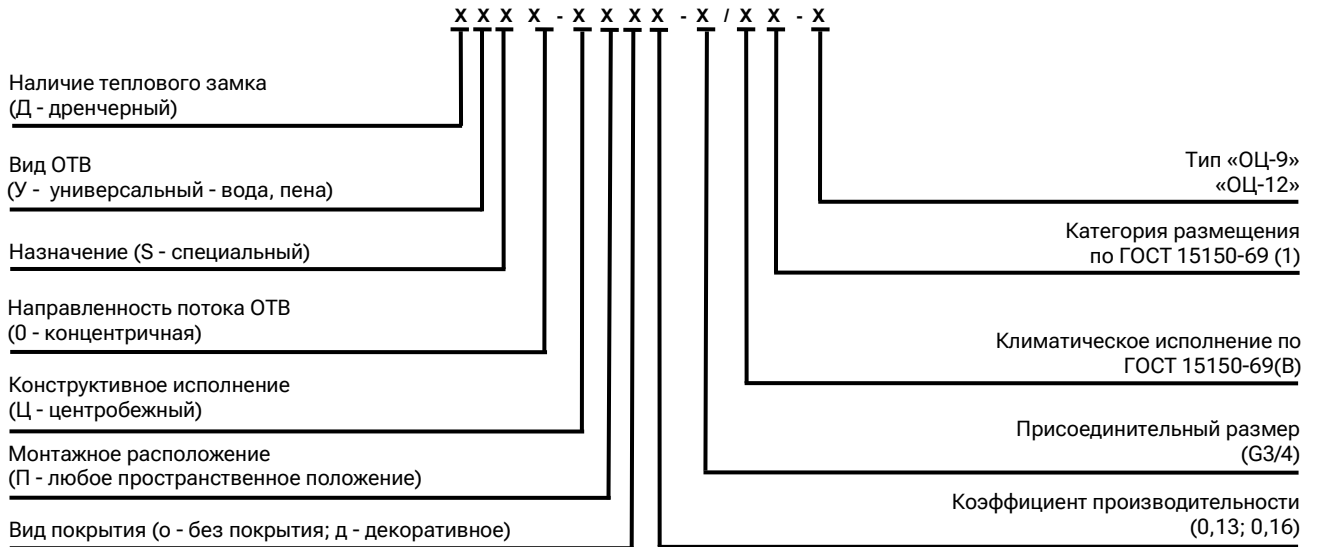 X X X X - X X X X - X / X X - X
Наличие теплового замка
(Д - дренчерный)
Вид ОТВ
(У - универсальный - вода, пена)
Назначение (S - специальный)
Направленность потока ОТВ
(0 - концентричная)
Конструктивное исполнение
(Ц - центробежный)
Монтажное расположение
(П - любое пространственное положение)
Вид покрытия (о - без покрытия; д - декоративное)
Тип «ОЦ-9»
«ОЦ-12»
Категория размещения
по ГОСТ 15150-69 (1)
Климатическое исполнение по
ГОСТ 15150-69(В)
Присоединительный размер
(G3/4)
Коэффициент производительности
(0,13; 0,16)